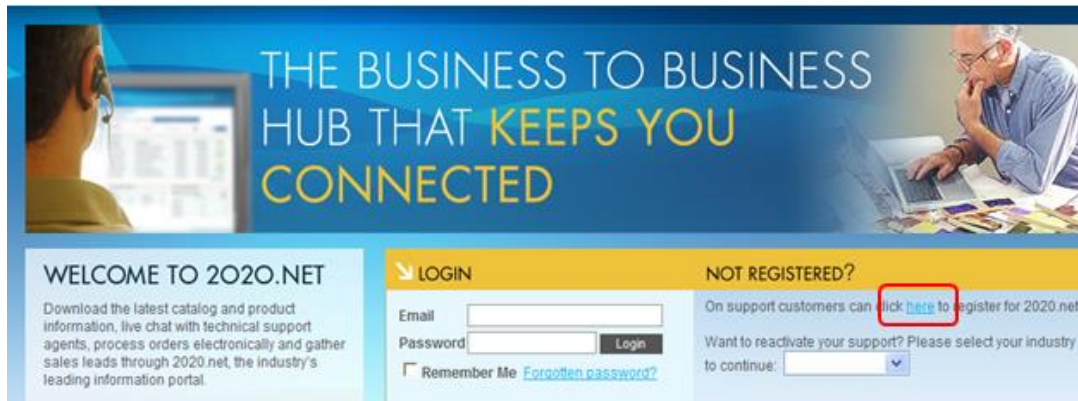 THE BUSINESS TO BUSINESS
HUB THAT KEEPS YOU
CONNECTED
WELCOME TO 2020.NET
Download the latest catalog and product
information, live chat with technical support
agents, process orders electronically and gather
sales leads through 2020.net, the industry's
leading information portal.
LOGIN
Email
Password
Login
Remember Me Forgotten password?
NOT REGISTERED?
On support customers can click here to register for 2020.net
Want to reactivate your support? Please select your industry
to continue: